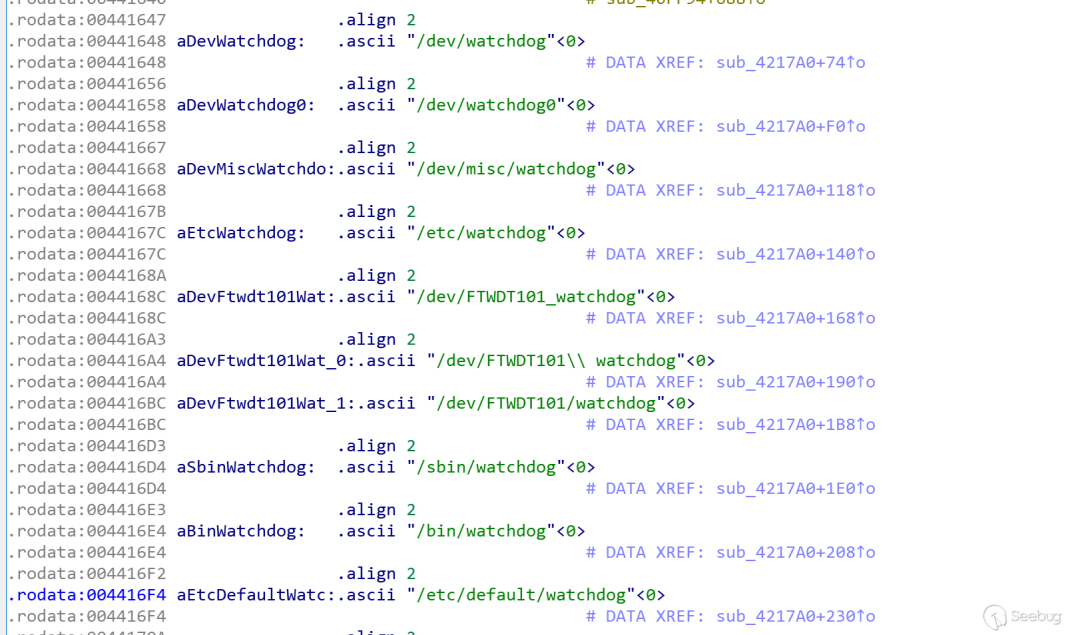 .rodata:00441647 .align 2
.rodata:00441648 aDevWatchdog: .ascii "/dev/watchdog"<0>
.rodata:00441648 # DATA XREF: sub_4217A0+74↑o
.rodata:00441656 .align 2
.rodata:00441658 aDevWatchdog0: .ascii "/dev/watchdog0"<0>
.rodata:00441658 # DATA XREF: sub_4217A0+F0↑o
.rodata:00441667 .align 2
.rodata:00441668 aDevMiscWatchdo:.ascii "/dev/misc/watchdog"<0>
.rodata:00441668 # DATA XREF: sub_4217A0+118↑o
.rodata:0044167B .align 2
.rodata:0044167C aEtcWatchdog: .ascii "/etc/watchdog"<0>
.rodata:0044167C # DATA XREF: sub_4217A0+140↑o
.rodata:0044168A .align 2
.rodata:0044168C aDevFtwdt101Wat:.ascii "/dev/FTWDT101_watchdog"<0>
.rodata:0044168C # DATA XREF: sub_4217A0+168↑o
.rodata:004416A3 .align 2
.rodata:004416A4 aDevFtwdt101Wat_0:.ascii "/dev/FTWDT101\\ watchdog"<0>
.rodata:004416A4 # DATA XREF: sub_4217A0+190↑o
.rodata:004416BC aDevFtwdt101Wat_1:.ascii "/dev/FTWDT101/watchdog"<0>
.rodata:004416BC # DATA XREF: sub_4217A0+1B8↑o
.rodata:004416D3 .align 2
.rodata:004416D4 aSbinWatchdog: .ascii "/sbin/watchdog"<0>
.rodata:004416D4 # DATA XREF: sub_4217A0+1E0↑o
.rodata:004416E3 .align 2
.rodata:004416E4 aBinWatchdog: .ascii "/bin/watchdog"<0>
.rodata:004416E4 # DATA XREF: sub_4217A0+208↑o
.rodata:004416F2 .align 2
.rodata:004416F4 aEtcDefaultWatc:.ascii "/etc/default/watchdog"<0>
.rodata:004416F4 # DATA XREF: sub_4217A0+230↑o
Seebug